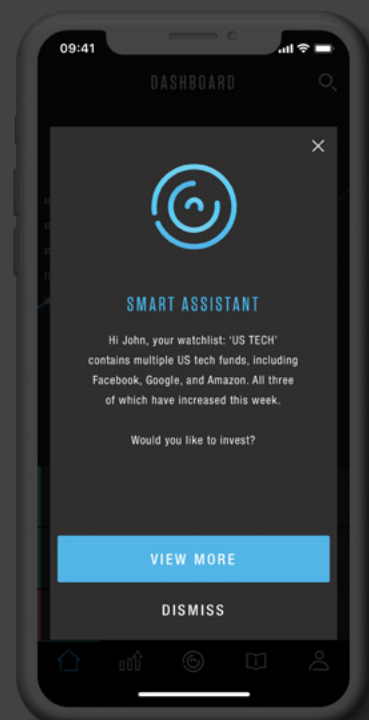 09:41
DASHBOARD
SMART ASSISTANT
Hi John, your watchlist: 'US TECH'
contains multiple US tech funds, including
Facebook, Google, and Amazon. All three
of which have increased this week.
Would you like to invest?
VIEW MORE
DISMISS